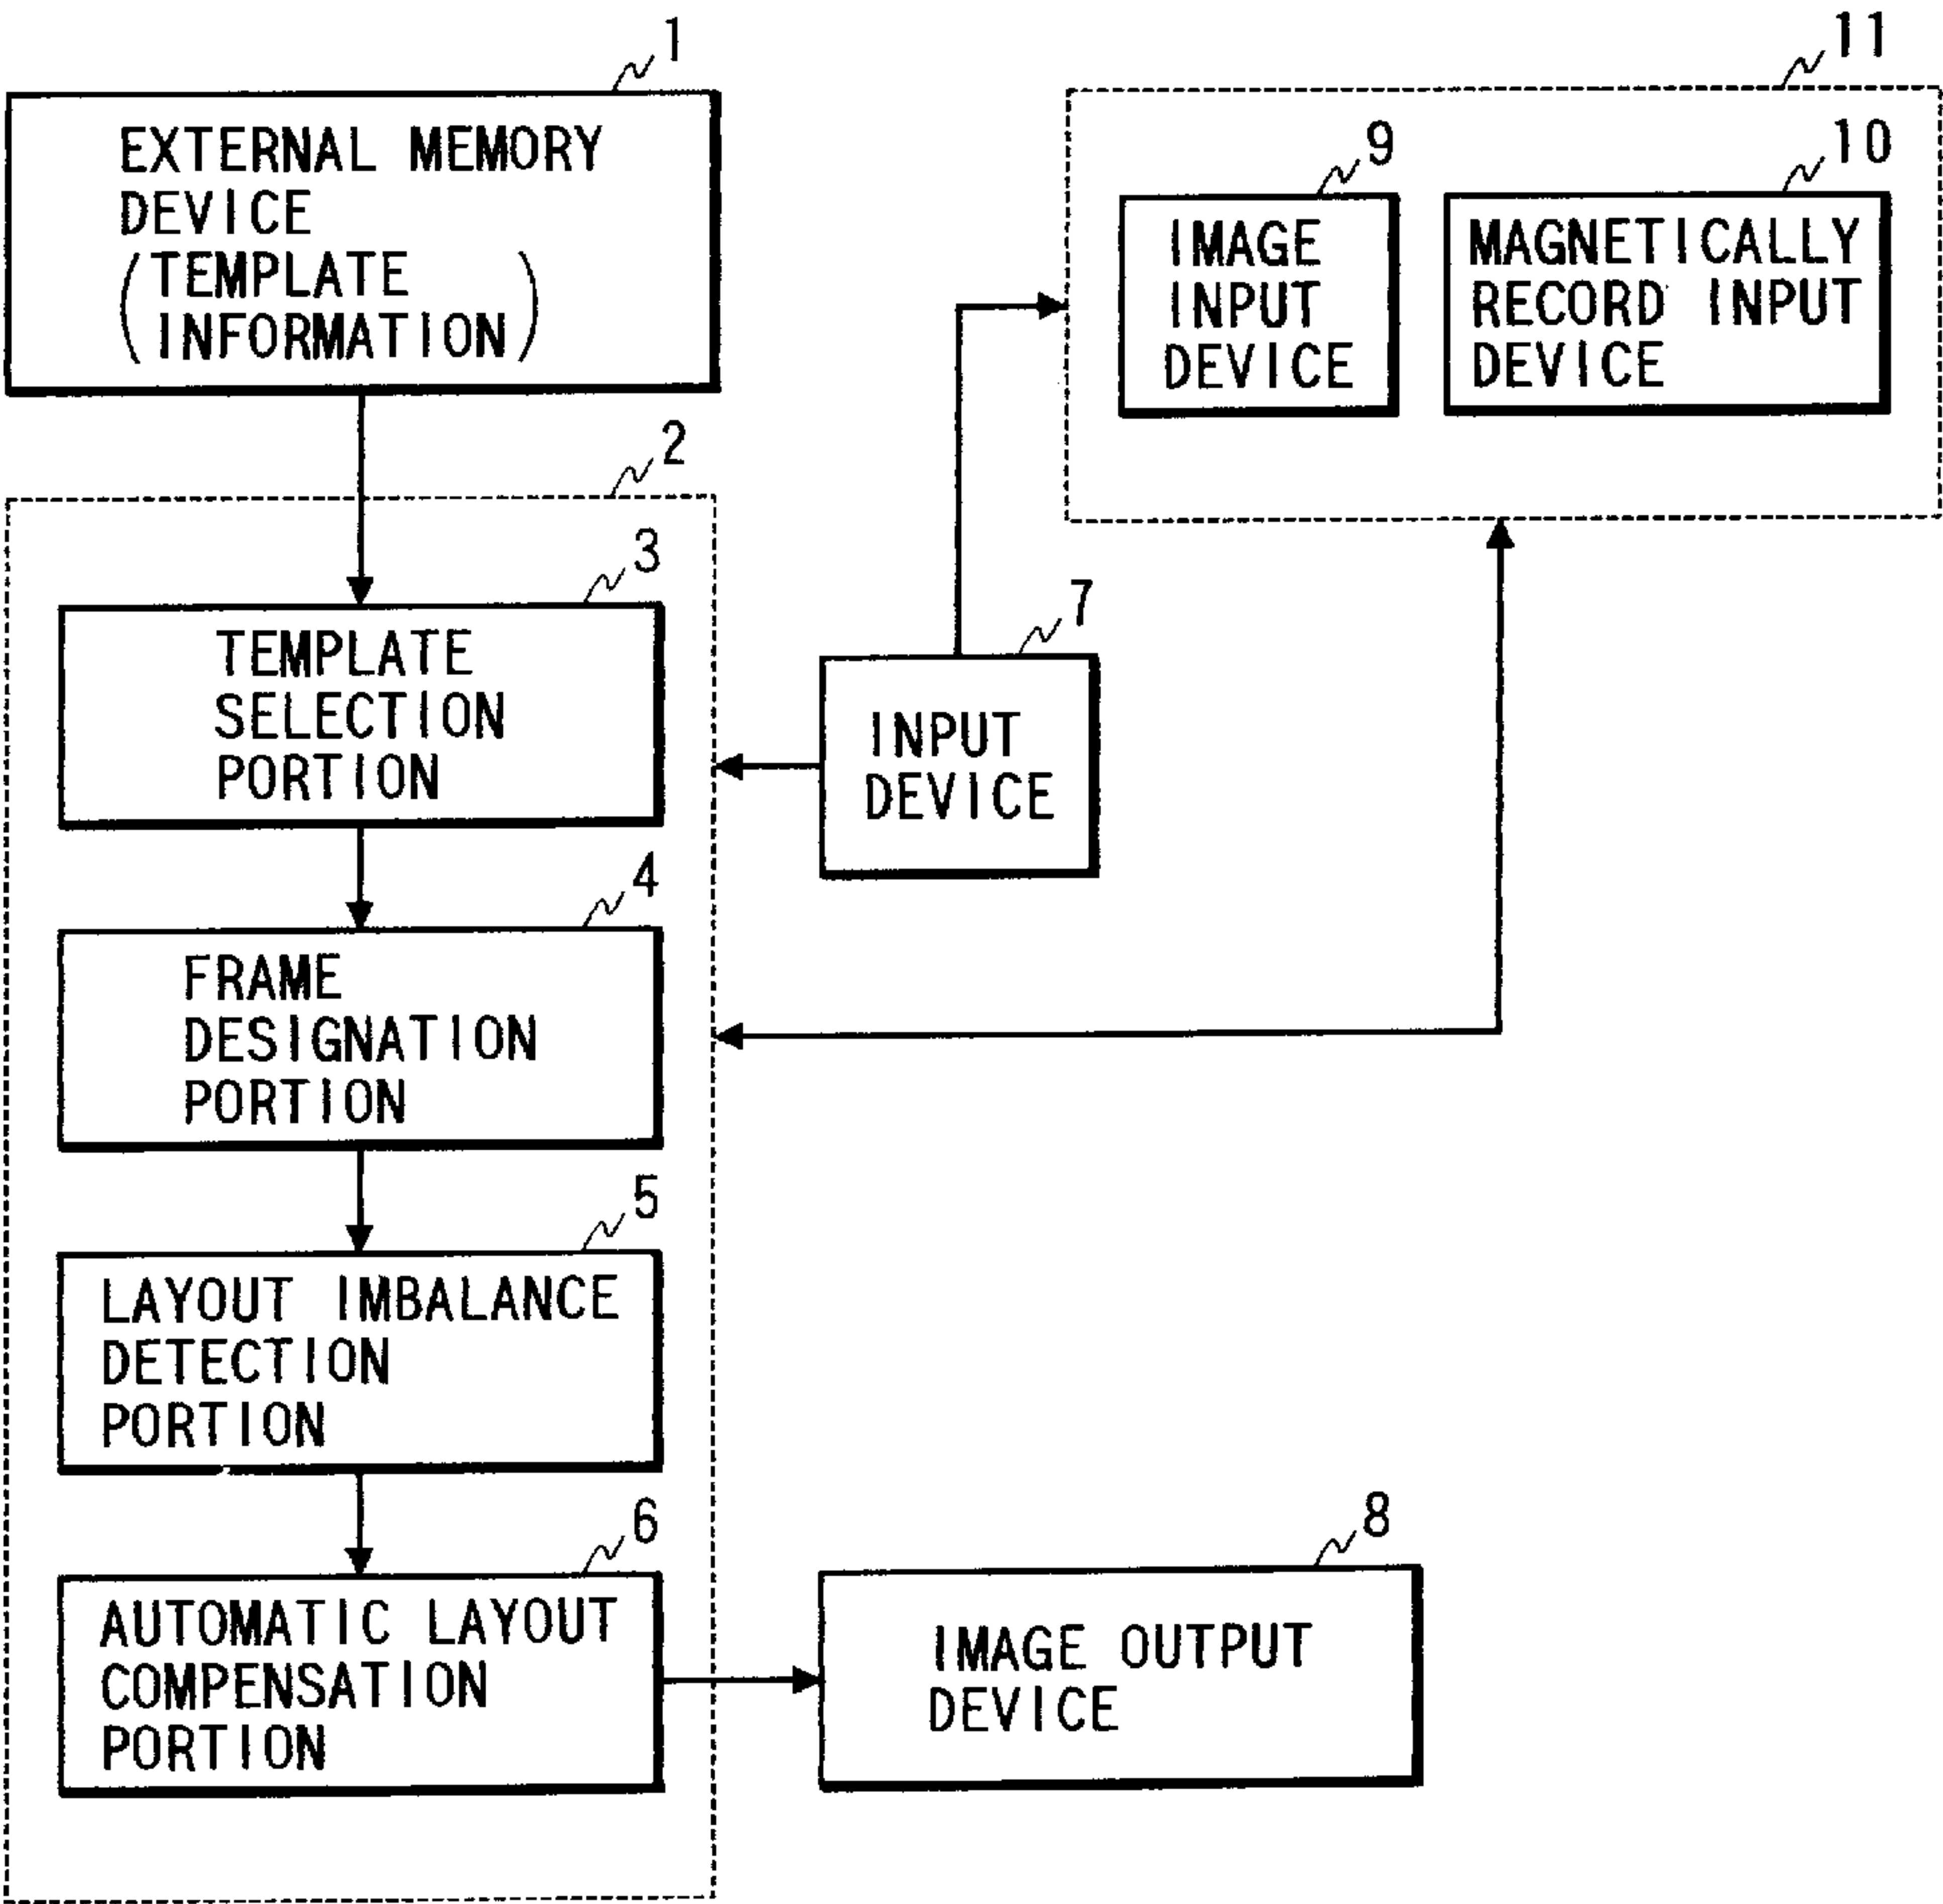 1
EXTERNAL MEMORY
DEVICE
(TEMPLATE
INFORMATION)
11
9
IMAGE
INPUT
DEVICE
10
MAGNETICALLY
RECORD INPUT
DEVICE
2
3
TEMPLATE
SELECTION
PORTION
7
INPUT
DEVICE
4
FRAME
DESIGNATION
PORTION
5
LAYOUT IMBALANCE
DETECTION
PORTION
6
AUTOMATIC LAYOUT
COMPENSATION
PORTION
8
IMAGE OUTPUT
DEVICE